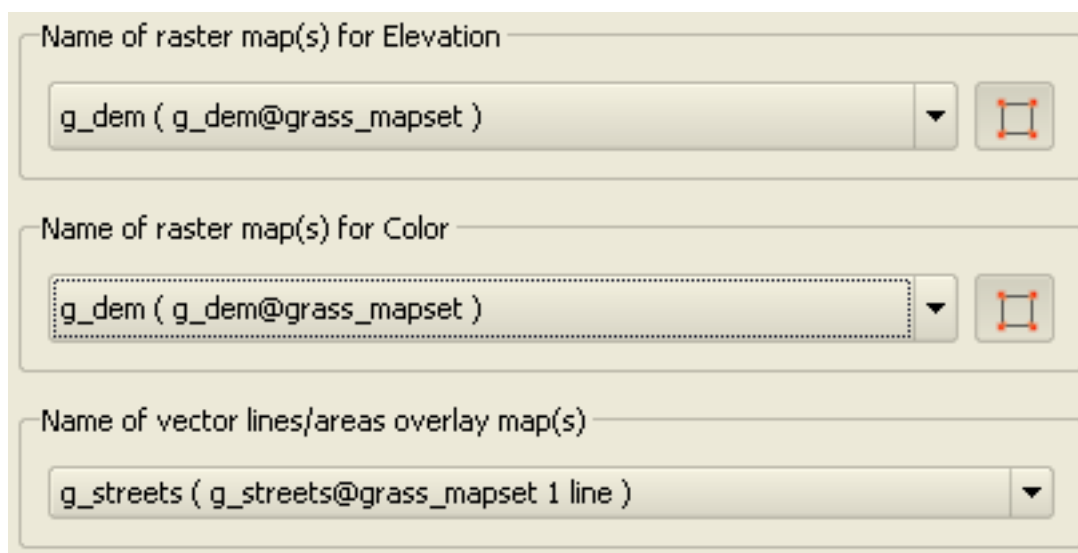 Name of raster map(s) for Elevation
g_dem ( g_dem@grass_mapset )
Name of raster map(s) for Color
g_dem ( g_dem@grass_mapset )
Name of vector lines/areas overlay map(s)
g_streets ( g_streets@grass_mapset 1 line )